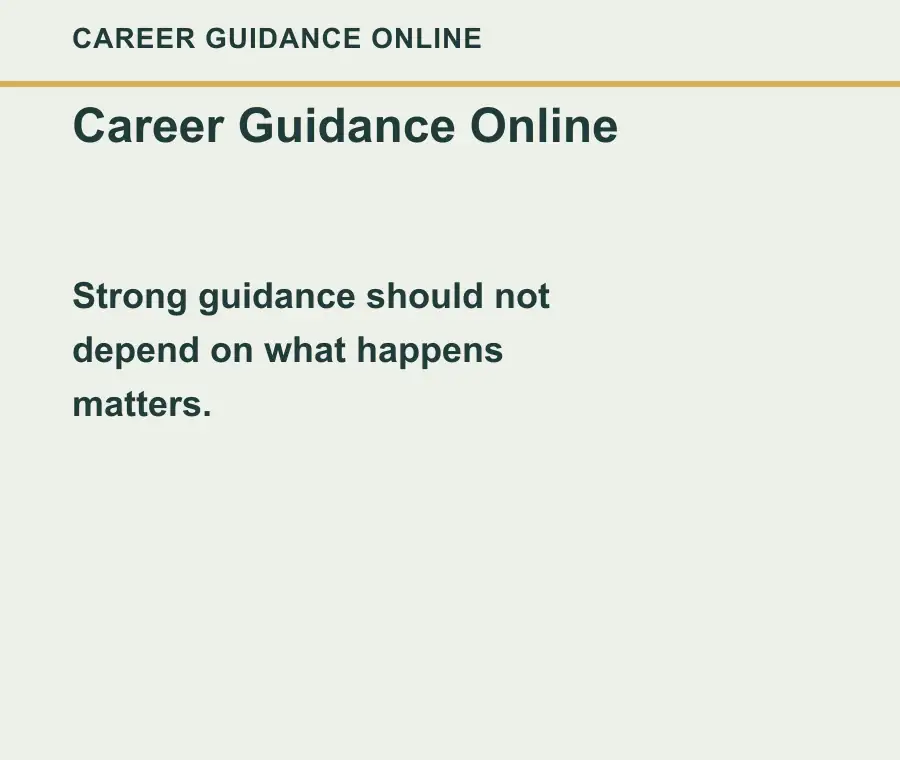 CAREER GUIDANCE ONLINE
Career Guidance Online
Strong guidance should not
depend on what happens
matters.